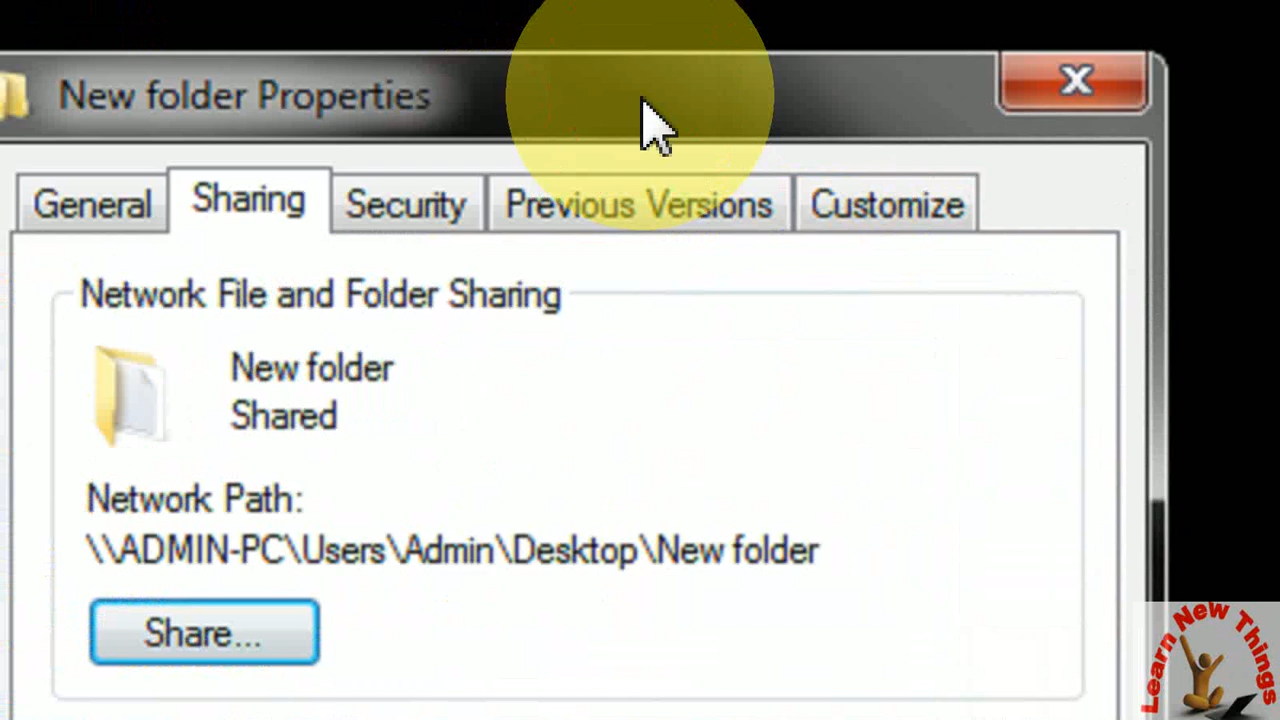 New folder Properties
General Sharing Security Previous Versions Customize
Network File and Folder Sharing
New folder
Shared
Network Path:
\\ADMIN-PC\Users\Admin\Desktop\New folder
Share...
Learn New Things